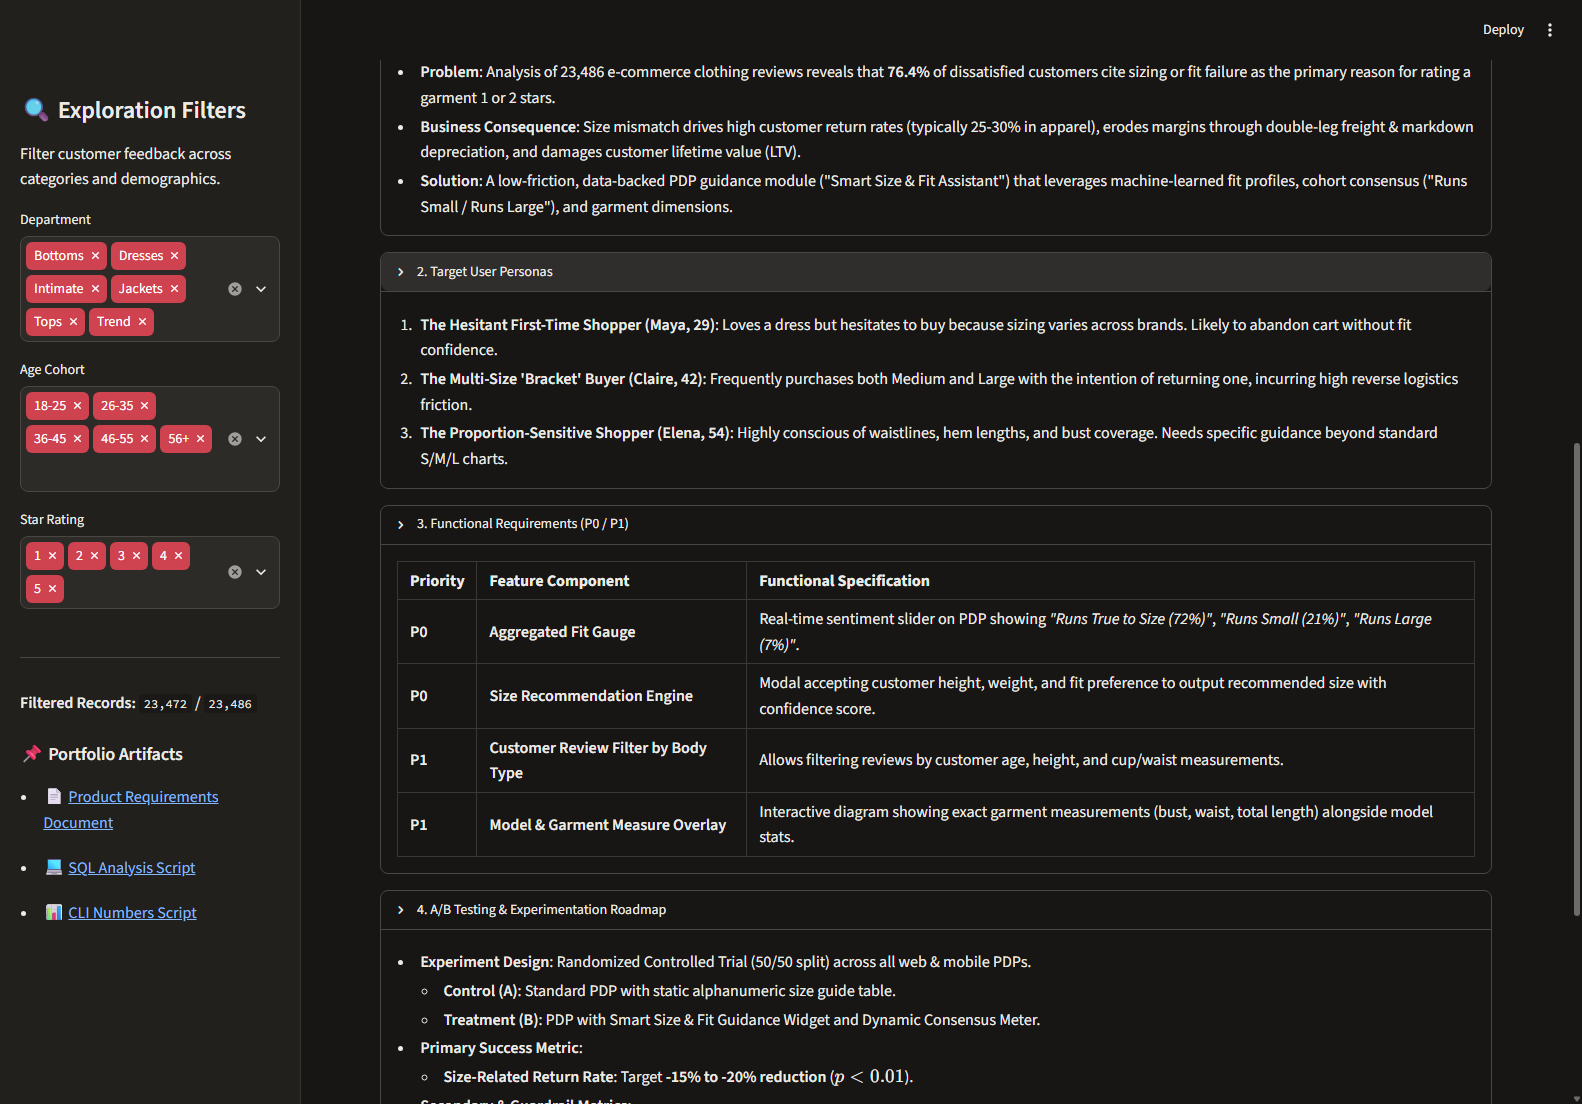 Deploy
Exploration Filters
Filter customer feedback across
categories and demographics.
Department
Bottoms × Dresses ×
Intimate × Jackets ×
Tops × Trend ×
Age Cohort
18-25 × 26-35 ×
36-45 × 46-55 × 56+ ×
Star Rating
1 × 2 × 3 × 4 ×
5 ×
Filtered Records: 23,472 / 23,486
Portfolio Artifacts
• Product Requirements
Document
• SQL Analysis Script
• CLI Numbers Script
• Problem: Analysis of 23,486 e-commerce clothing reviews reveals that 76.4% of dissatisfied customers cite sizing or fit failure as the primary reason for rating a
garment 1 or 2 stars.
• Business Consequence: Size mismatch drives high customer return rates (typically 25-30% in apparel), erodes margins through double-leg freight & markdown
depreciation, and damages customer lifetime value (LTV).
• Solution: A low-friction, data-backed PDP guidance module ("Smart Size & Fit Assistant") that leverages machine-learned fit profiles, cohort consensus ("Runs
Small / Runs Large"), and garment dimensions.
2. Target User Personas
1. The Hesitant First-Time Shopper (Maya, 29): Loves a dress but hesitates to buy because sizing varies across brands. Likely to abandon cart without fit
confidence.
2. The Multi-Size 'Bracket' Buyer (Claire, 42): Frequently purchases both Medium and Large with the intention of returning one, incurring high reverse logistics
friction.
3. The Proportion-Sensitive Shopper (Elena, 54): Highly conscious of waistlines, hem lengths, and bust coverage. Needs specific guidance beyond standard
S/M/L charts.
3. Functional Requirements (P0 / P1)
Priority Feature Component Functional Specification
P0 Aggregated Fit Gauge Real-time sentiment slider on PDP showing "Runs True to Size (72%)", "Runs Small (21%)", "Runs Large
(7%)".
P0 Size Recommendation Engine Modal accepting customer height, weight, and fit preference to output recommended size with
confidence score.
P1 Customer Review Filter by Body
Type Allows filtering reviews by customer age, height, and cup/waist measurements.
P1 Model & Garment Measure Overlay Interactive diagram showing exact garment measurements (bust, waist, total length) alongside model
stats.
4. A/B Testing & Experimentation Roadmap
• Experiment Design: Randomized Controlled Trial (50/50 split) across all web & mobile PDPs.
◦ Control (A): Standard PDP with static alphanumeric size guide table.
◦ Treatment (B): PDP with Smart Size & Fit Guidance Widget and Dynamic Consensus Meter.
• Primary Success Metric:
◦ Size-Related Return Rate: Target -15% to -20% reduction (p < 0.01).
Secondary & Guardrail Metrics: